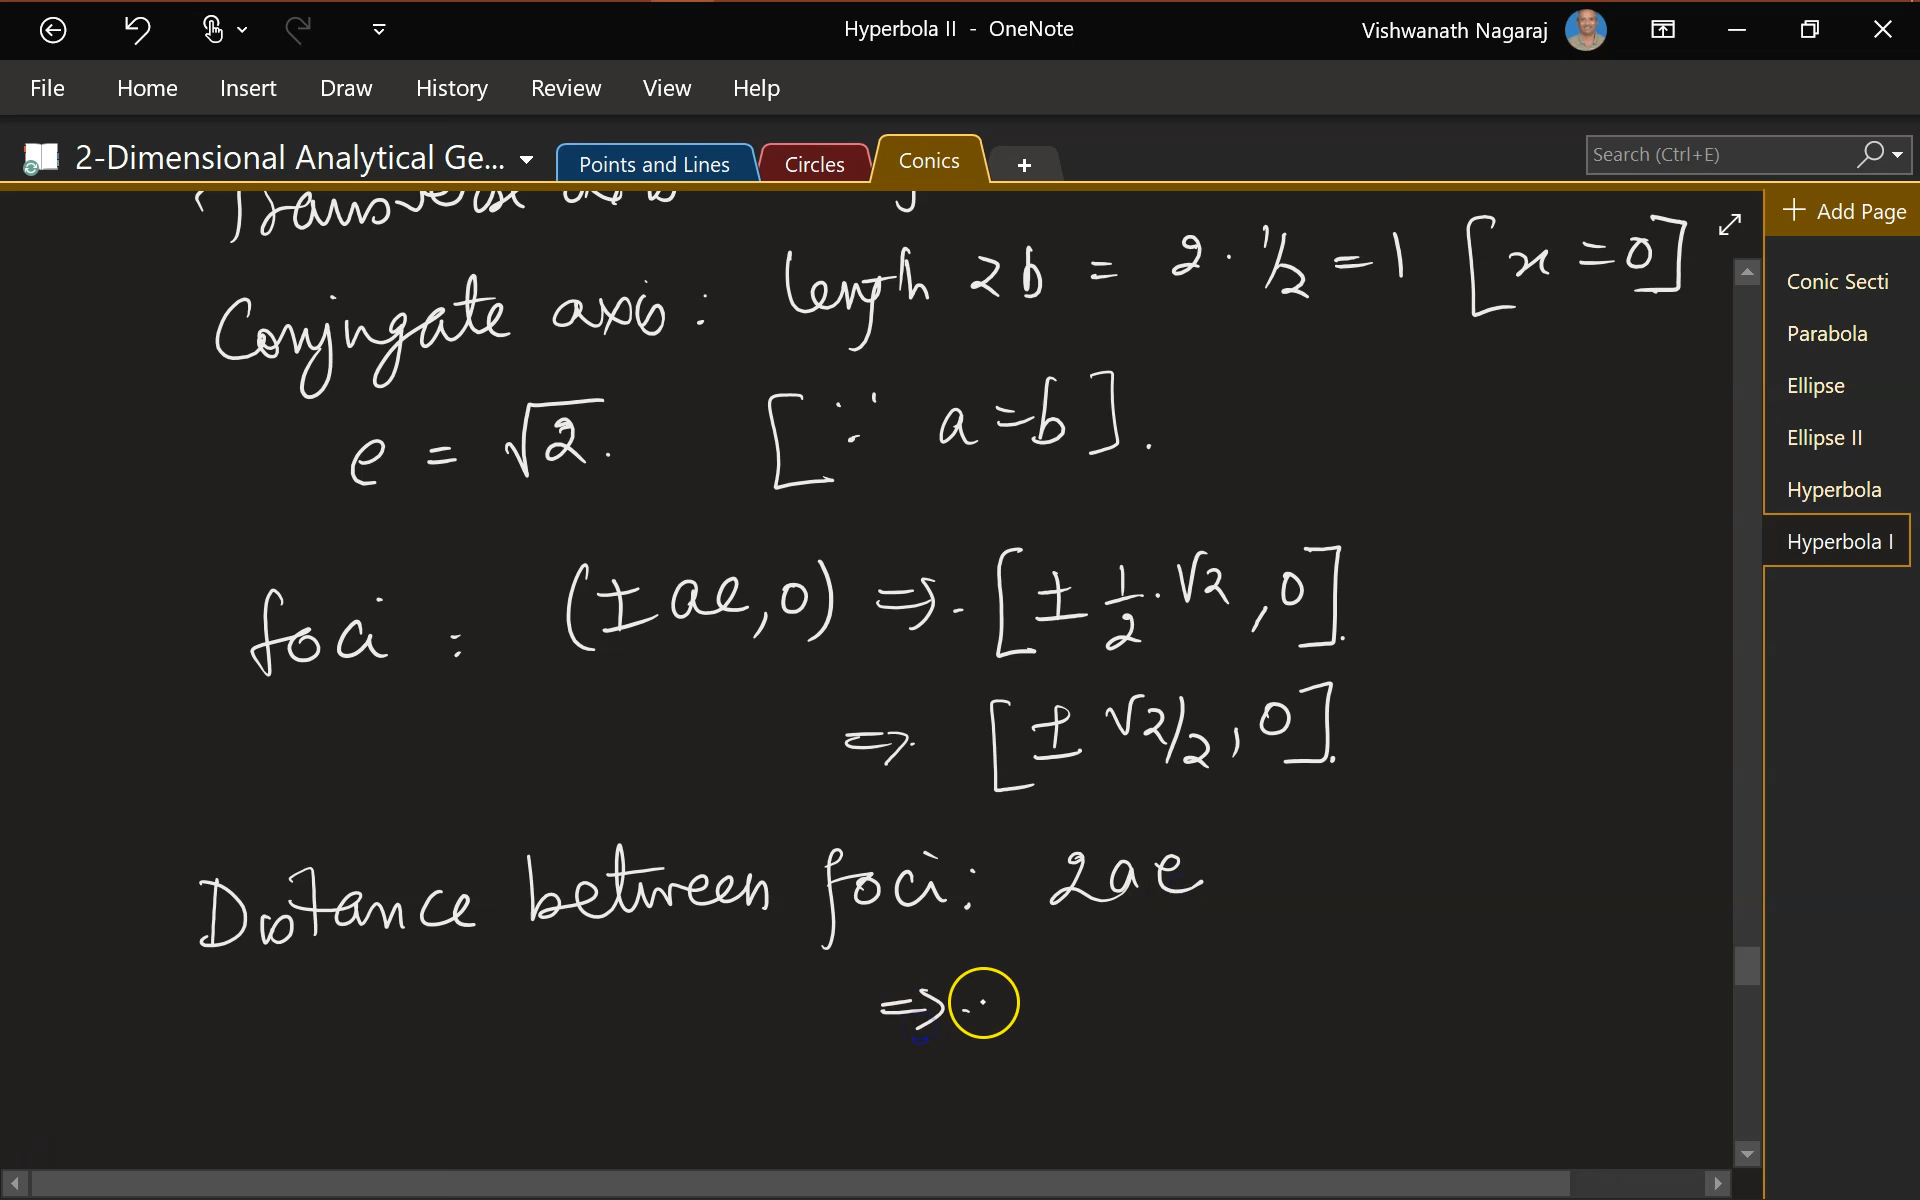 Hyperbola II - OneNote
Vishwanath Nagaraj
File Home Insert Draw History Review View Help
2-Dimensional Analytical Ge...
Points and Lines
Circles
Conics
+
Search (Ctrl+E)
+ Add Page
Conic Secti
Parabola
Ellipse
Ellipse II
Hyperbola
Hyperbola I
Transverse axis
Conjugate axis : length 2b = 2 · 1/2 = 1 [x = 0]
e = √2. [∵ a = b].
foci : (± ae, 0) ⇒. [± 1/2 · √2, 0].
⇒. [± √2/2, 0].
Distance between foci : 2ae
⇒.